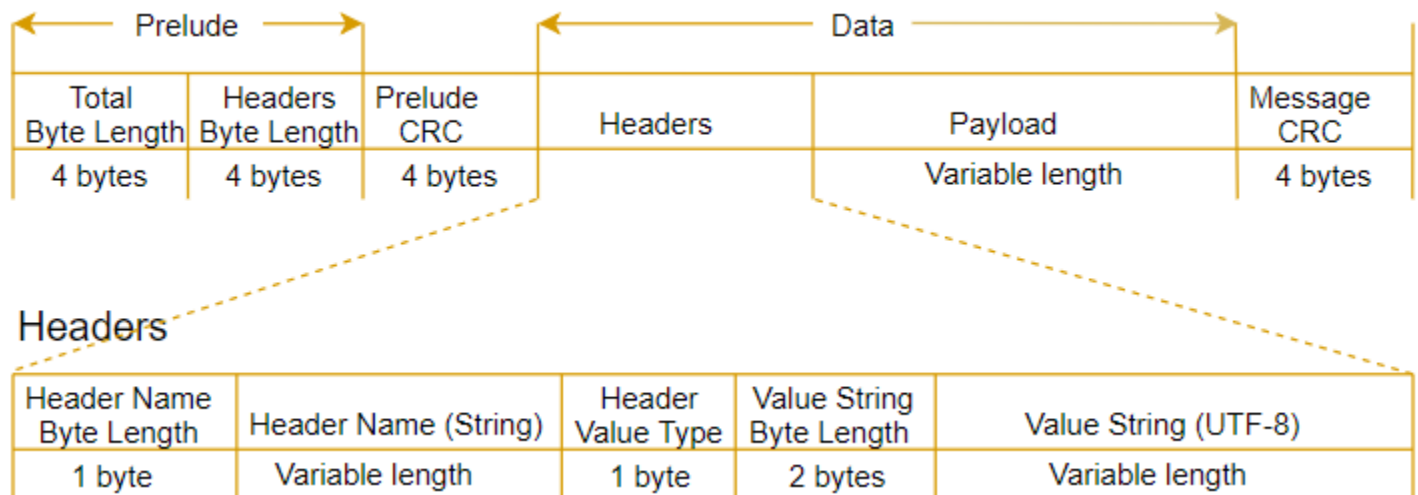 Prelude
Data
Total
Byte Length
Headers
Byte Length
Prelude
CRC
Headers
Payload
Message
CRC
4 bytes
4 bytes
4 bytes
Variable length
4 bytes
Headers
Header Name
Byte Length
Header Name (String)
Header
Value Type
Value String
Byte Length
Value String (UTF-8)
1 byte
Variable length
1 byte
2 bytes
Variable length